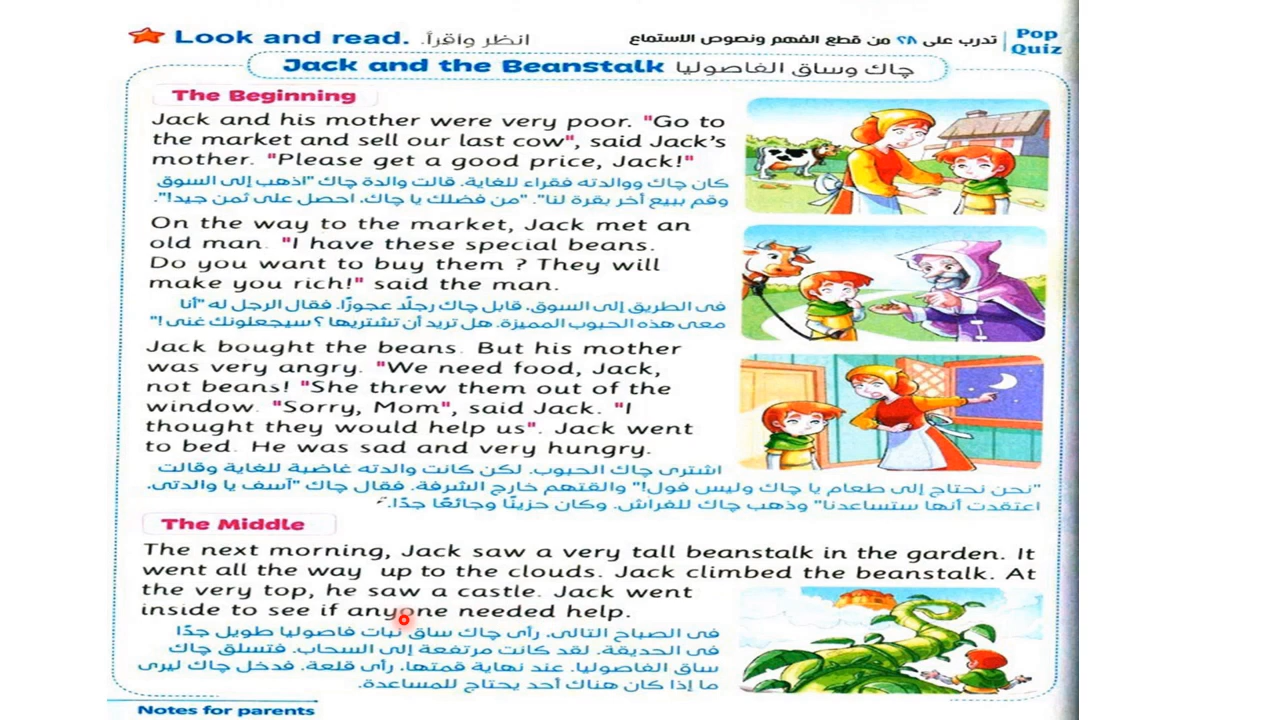 Look and read. انظر واقرأ.
تدرب على ٢٨ من قطع الفهم ونصوص الاستماع
Pop
Quiz
Jack and the Beanstalk چاك وساق الفاصوليا
The Beginning
Jack and his mother were very poor. "Go to
the market and sell our last cow", said Jack's
mother. "Please get a good price, Jack!"
كان چاك ووالدته فقراء للغاية. قالت والدة چاك "اذهب إلى السوق
وقم ببيع آخر بقرة لنا". "من فضلك يا چاك، احصل على ثمن جيد!".
On the way to the market, Jack met an
old man. "I have these special beans.
Do you want to buy them ? They will
make you rich!" said the man.
فى الطريق إلى السوق، قابل چاك رجلًا عجوزًا. فقال الرجل له "أنا
معى هذه الحبوب المميزة. هل تريد أن تشتريها ؟ سيجعلونك غنى !"
Jack bought the beans. But his mother
was very angry. "We need food, Jack,
not beans! "She threw them out of the
window. "Sorry, Mom", said Jack. "I
thought they would help us". Jack went
to bed. He was sad and very hungry.
اشترى چاك الحبوب. لكن كانت والدته غاضبة للغاية وقالت
"نحن نحتاج إلى طعام يا چاك وليس فول!" والقتهم خارج الشرفة. فقال چاك "آسف يا والدتى.
اعتقدت أنها ستساعدنا" وذهب چاك للفراش. وكان حزينًا وجائعًا جدًا.
The Middle
The next morning, Jack saw a very tall beanstalk in the garden. It
went all the way up to the clouds. Jack climbed the beanstalk. At
the very top, he saw a castle. Jack went
inside to see if anyone needed help.
فى الصباح التالى، رأى چاك ساق نبات فاصوليا طويل جدًا
فى الحديقة. لقد كانت مرتفعة إلى السحاب. فتسلق چاك
ساق الفاصوليا. عند نهاية قمتها، رأى قلعة. فدخل چاك ليرى
ما إذا كان هناك أحد يحتاج للمساعدة.
Notes for parents